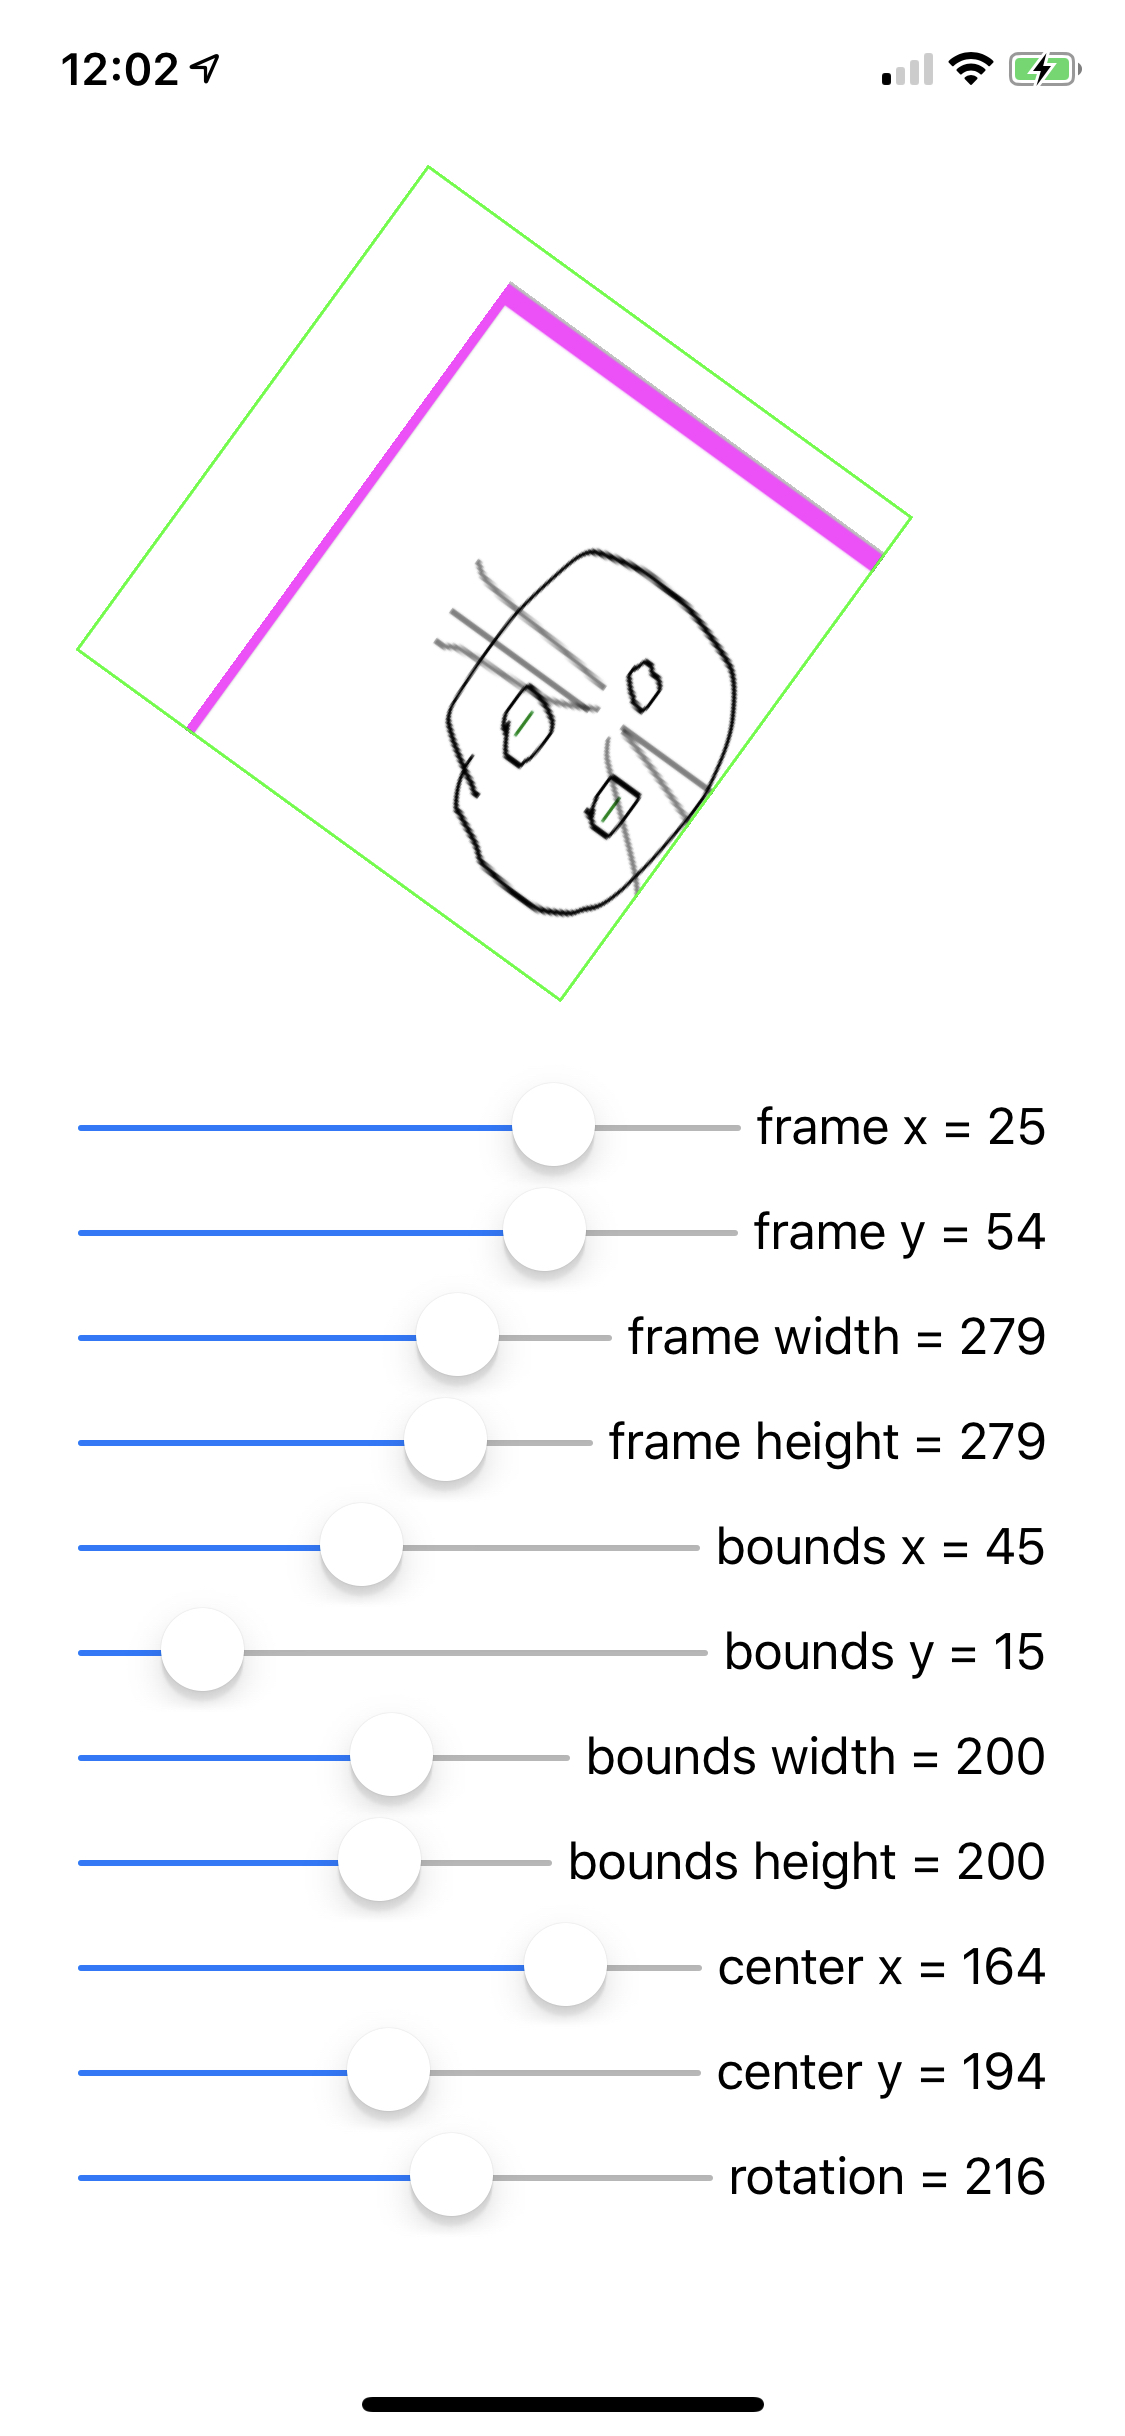 12:02
frame x = 25
frame y = 54
frame width = 279
frame height = 279
bounds x = 45
bounds y = 15
bounds width = 200
bounds height = 200
center x = 164
center y = 194
rotation = 216